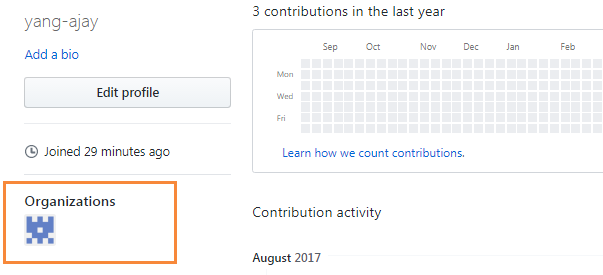 yang-ajay
Add a bio
Edit profile
Joined 29 minutes ago
Organizations
3 contributions in the last year
Sep Oct Nov Dec Jan Feb
Mon
Wed
Fri
Learn how we count contributions.
Contribution activity
August 2017